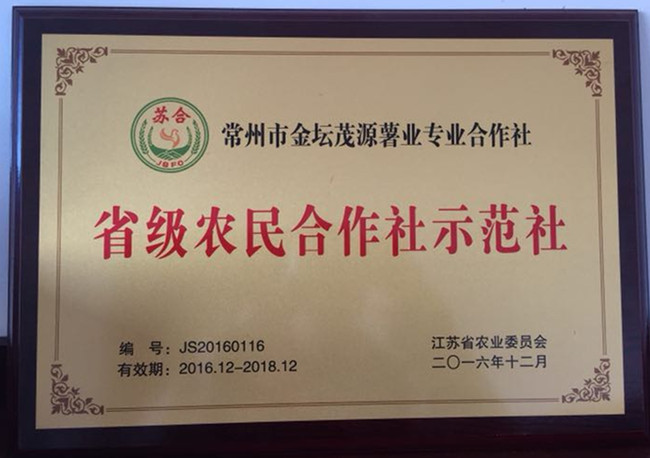 苏合
JBFO
常州市金坛茂源薯业专业合作社
省级农民合作社示范社
编 号：JS20160116
有效期：2016.12-2018.12
江苏省农业委员会
二〇一六年十二月